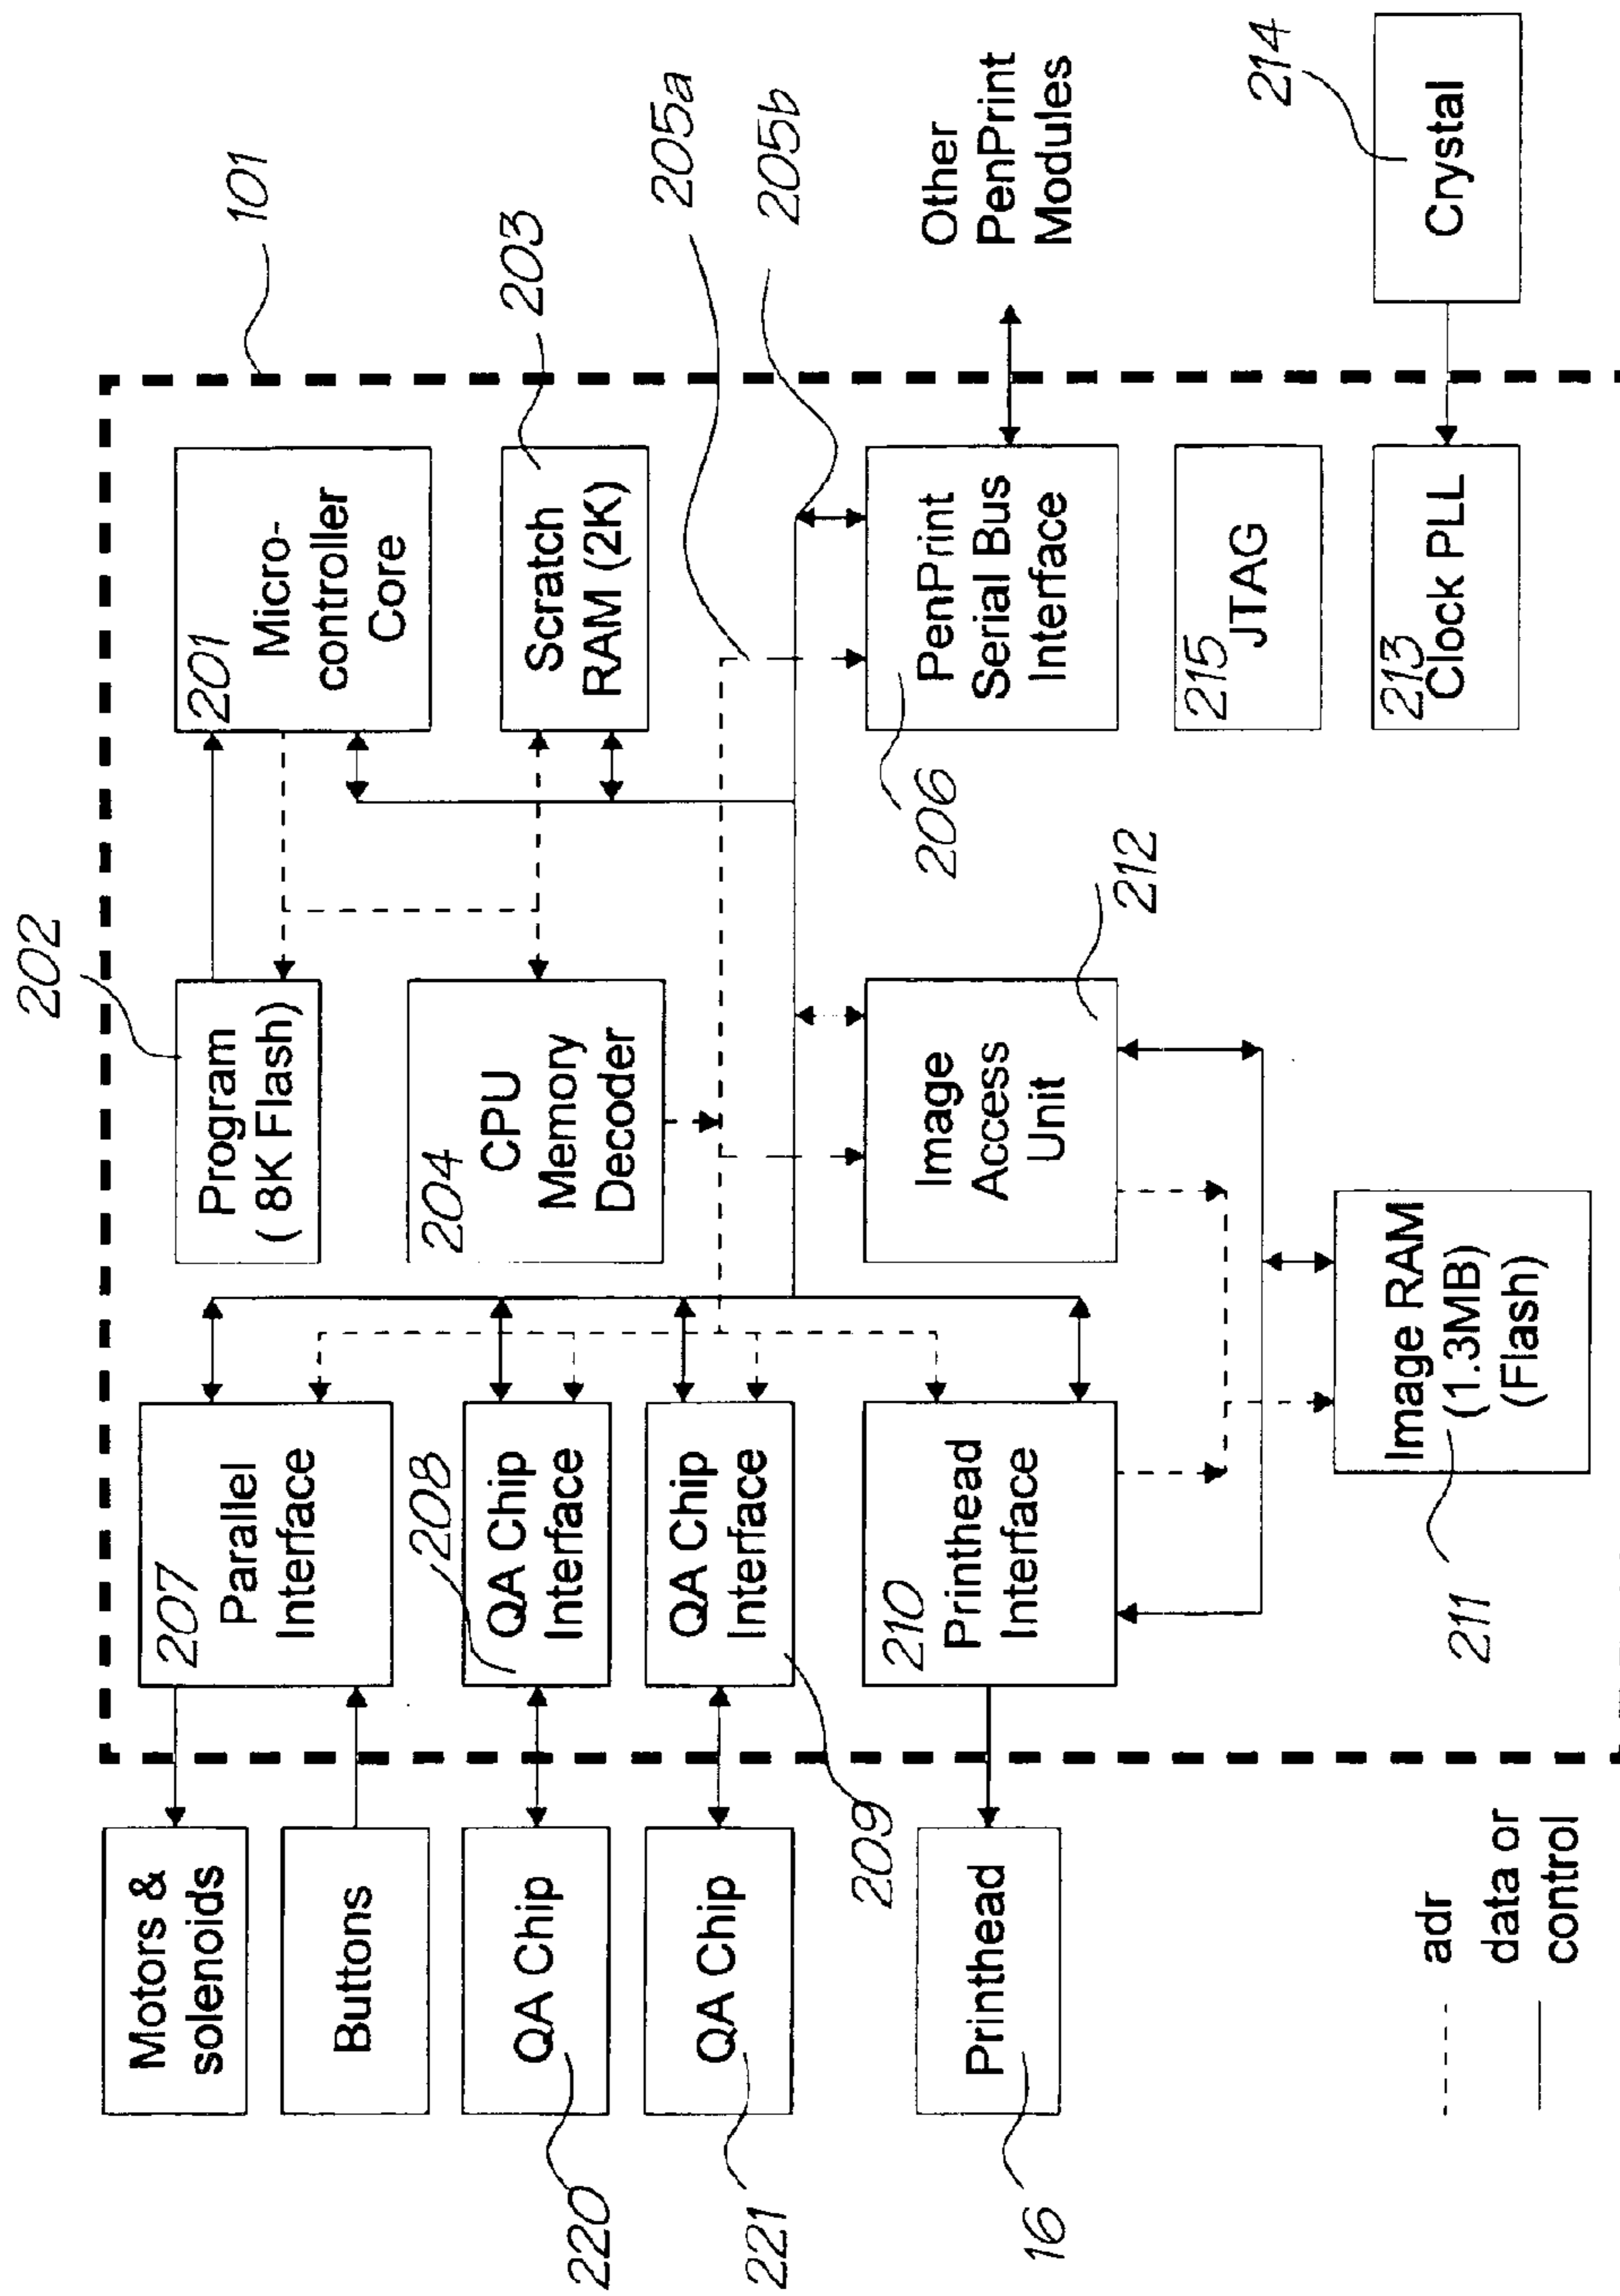 Motors &
solenoids
Buttons
QA Chip
220
QA Chip
221
Printhead
16
adr
data or
control
207
Parallel
Interface
208
QA Chip
Interface
QA Chip
Interface
209
210
Printhead
Interface
202
Program
( 8K Flash)
204
CPU
Memory
Decoder
Image
Access
Unit
212
Image RAM
(1.3MB)
(Flash)
211
101
201
Micro-
controller
Core
203
Scratch
RAM (2K)
205a
205b
PenPrint
Serial Bus
Interface
206
215
JTAG
213
Clock PLL
Other
PenPrint
Modules
214
Crystal